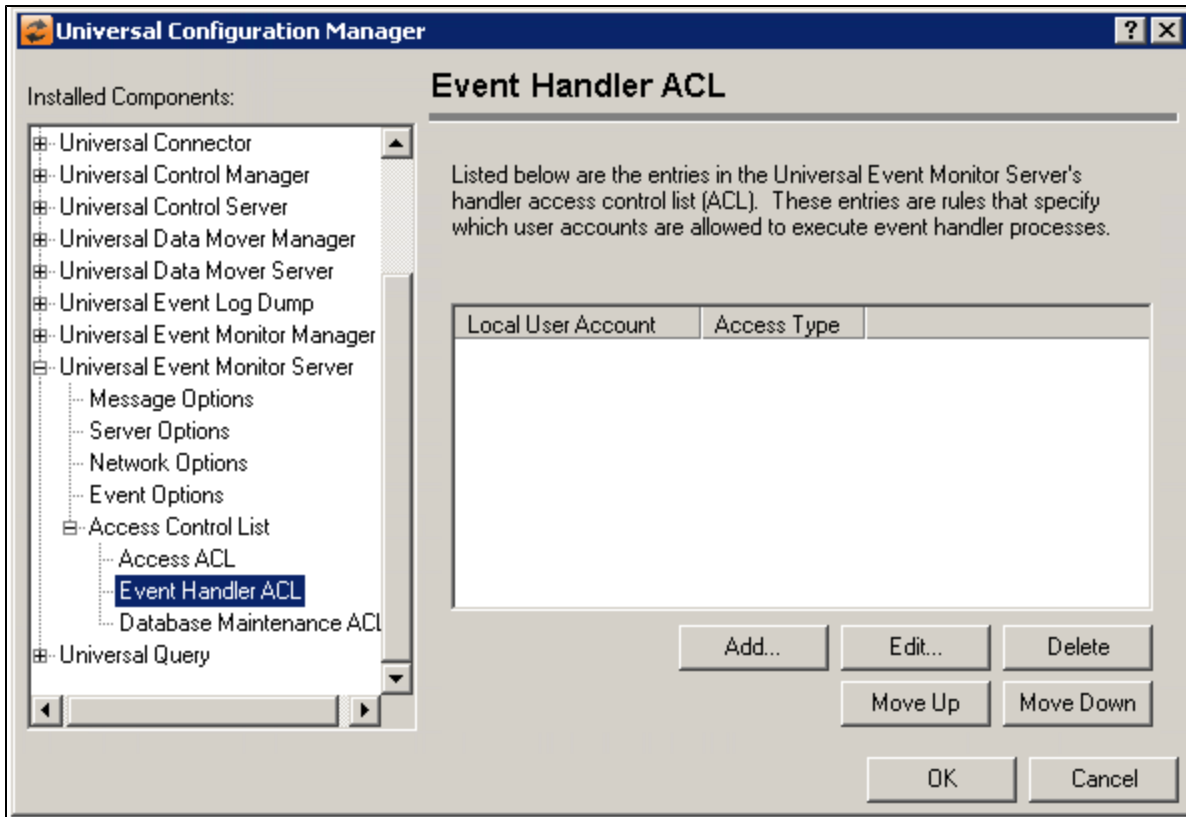 Universal Configuration Manager
Installed Components:
Universal Connector
Universal Control Manager
Universal Control Server
Universal Data Mover Manager
Universal Data Mover Server
Universal Event Log Dump
Universal Event Monitor Manager
Universal Event Monitor Server
Message Options
Server Options
Network Options
Event Options
Access Control List
Access ACL
Event Handler ACL
Database Maintenance ACL
Universal Query
Event Handler ACL
Listed below are the entries in the Universal Event Monitor Server's
handler access control list (ACL). These entries are rules that specify
which user accounts are allowed to execute event handler processes.
Local User Account Access Type
Add... Edit... Delete
Move Up Move Down
OK Cancel